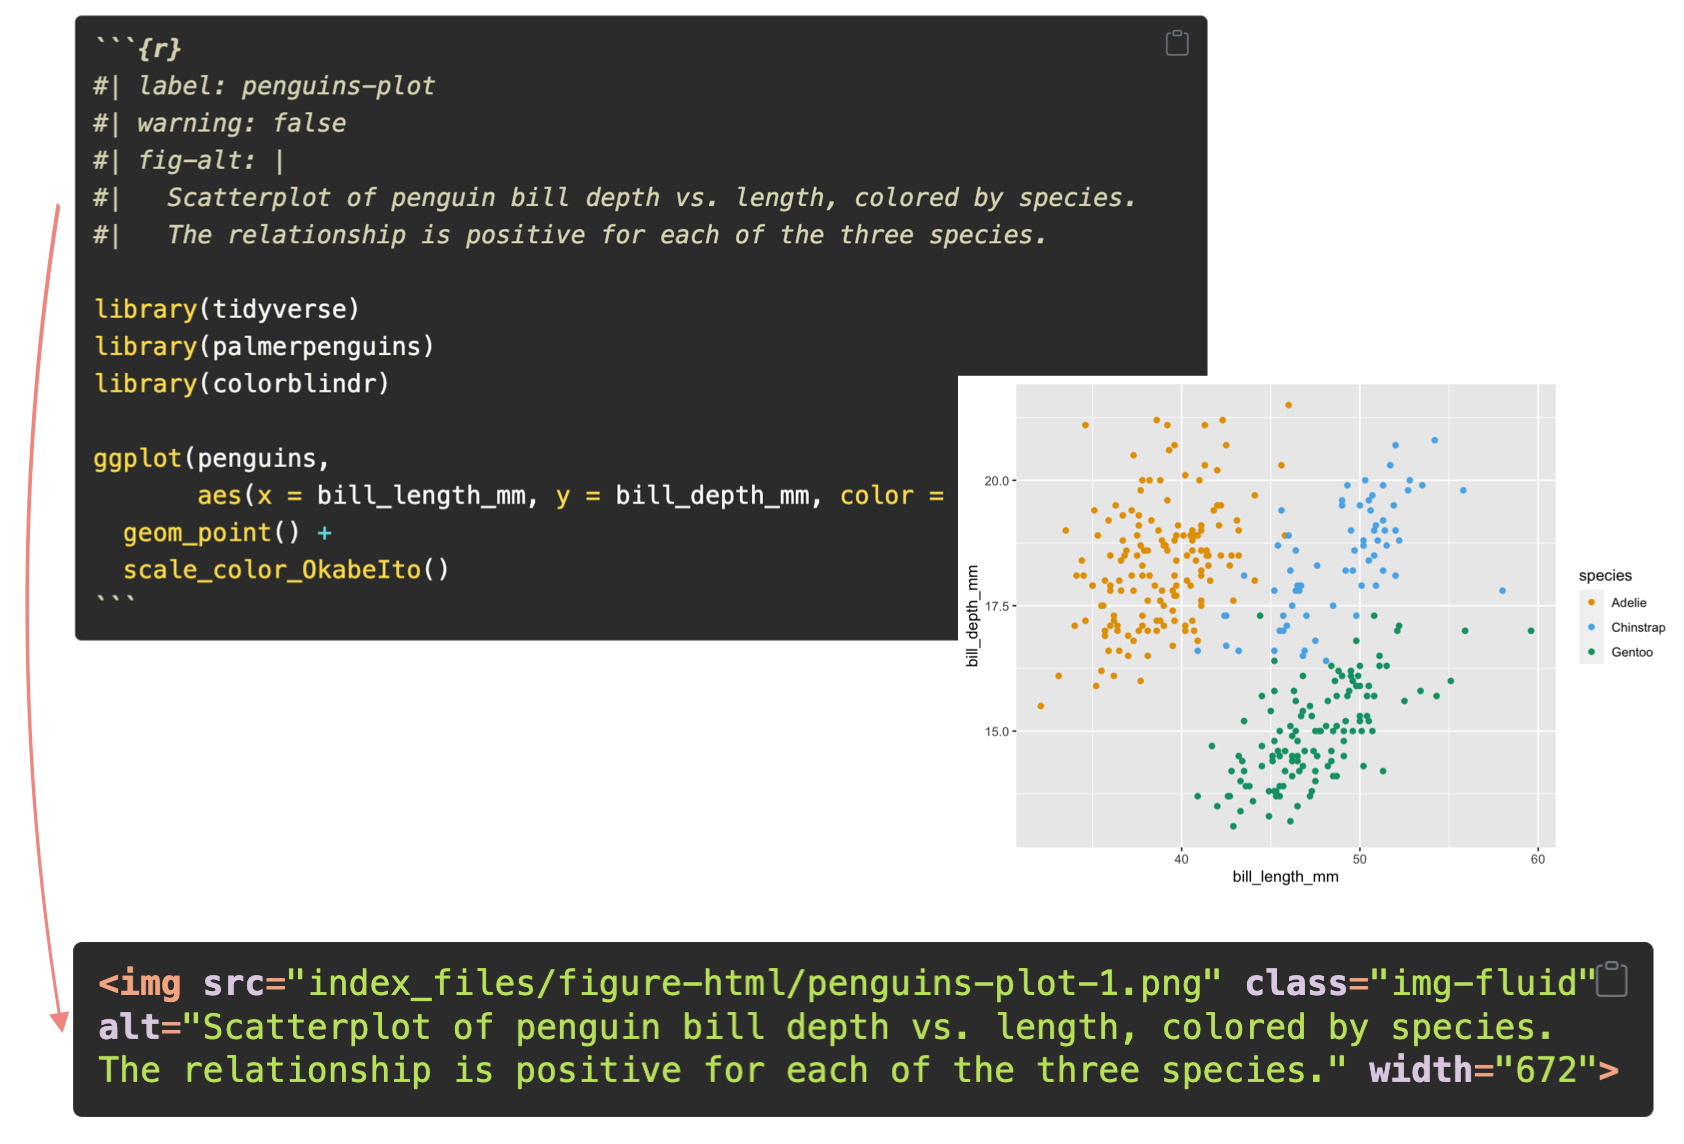 ```{r}
#| label: penguins-plot
#| warning: false
#| fig-alt: |
#|   Scatterplot of penguin bill depth vs. length, colored by species.
#|   The relationship is positive for each of the three species.
library(tidyverse)
library(palmerpenguins)
library(colorblindr)
ggplot(penguins,
       aes(x = bill_length_mm, y = bill_depth_mm, color =
  geom_point() +
  scale_color_OkabeIto()
```
20.0
17.5
15.0
bill_depth_mm
40 50 60
bill_length_mm
species
Adelie
Chinstrap
Gentoo
<img src="index_files/figure-html/penguins-plot-1.png" class="img-fluid"
alt="Scatterplot of penguin bill depth vs. length, colored by species.
The relationship is positive for each of the three species." width="672">